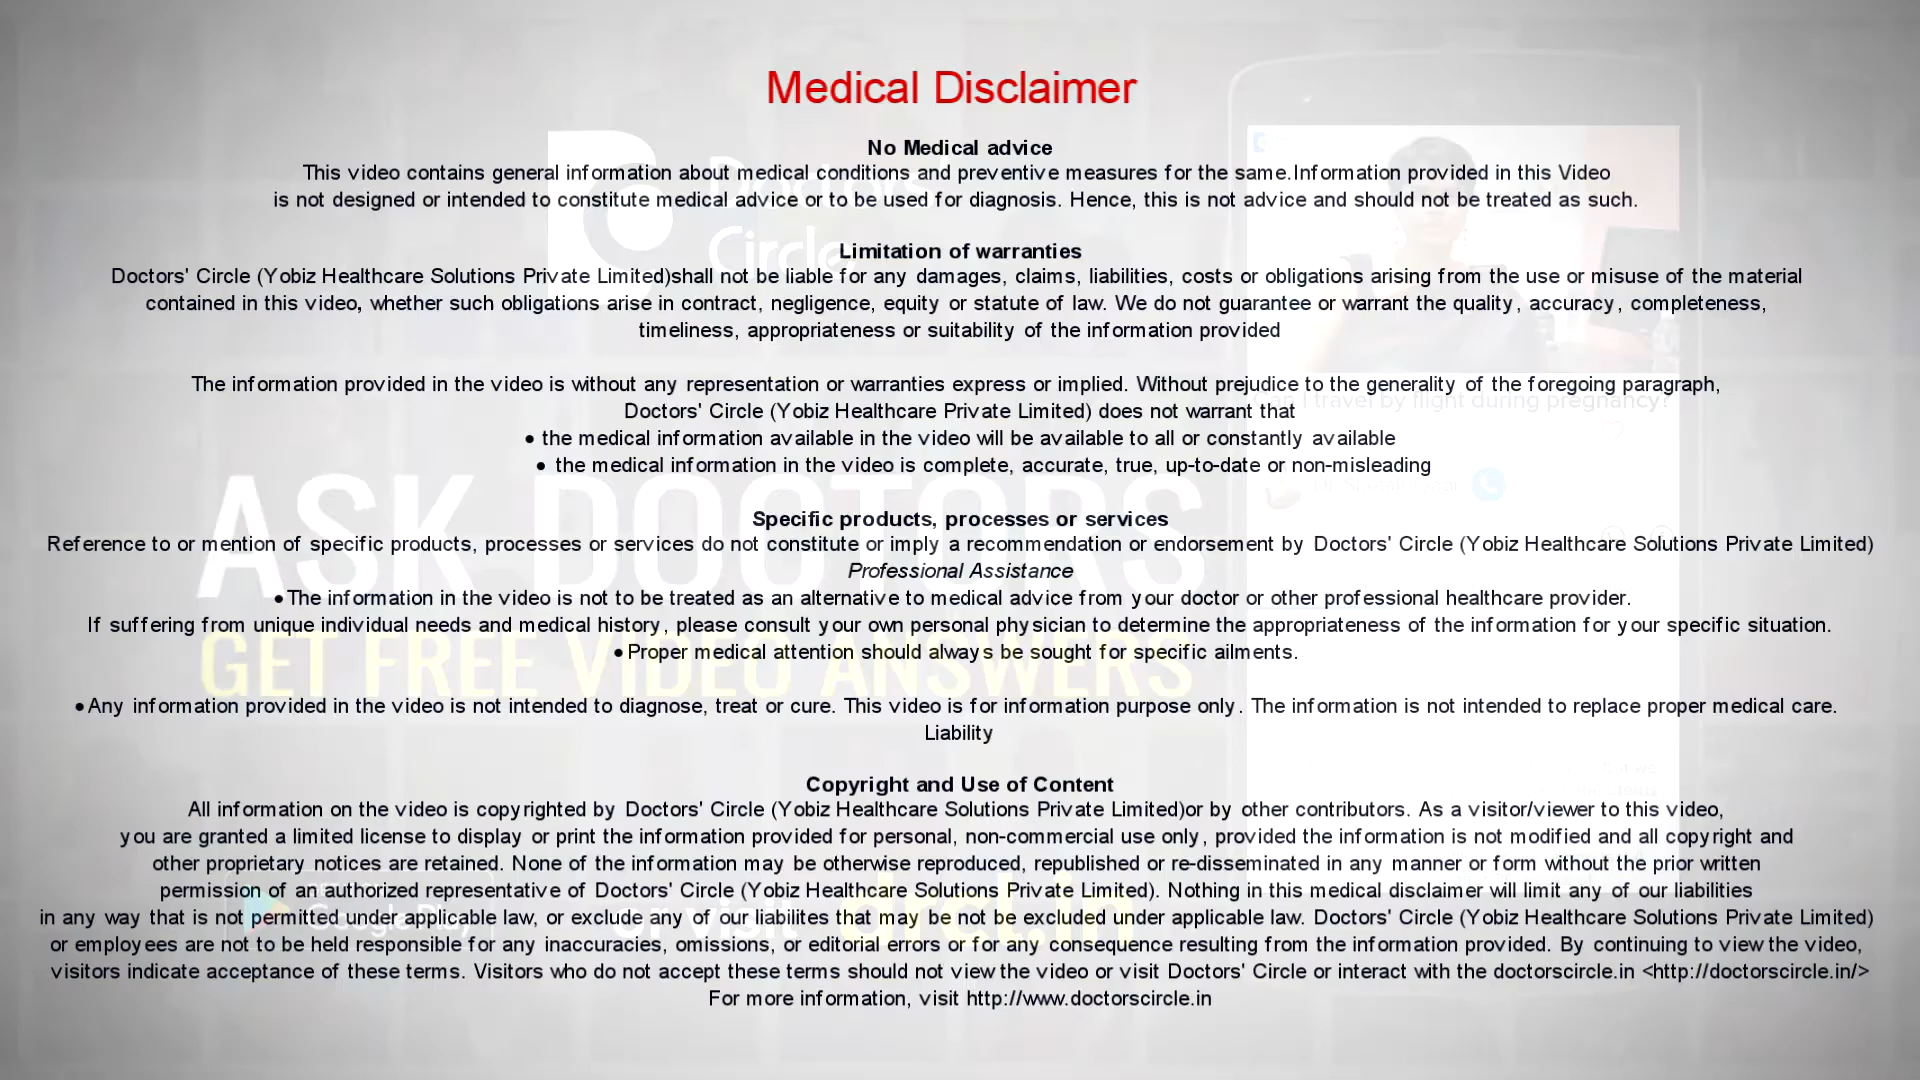 Medical Disclaimer
No Medical advice
This video contains general information about medical conditions and preventive measures for the same.Information provided in this Video
is not designed or intended to constitute medical advice or to be used for diagnosis. Hence, this is not advice and should not be treated as such.
Doctors'
Circle
Limitation of warranties
Doctors' Circle (Yobiz Healthcare Solutions Private Limited)shall not be liable for any damages, claims, liabilities, costs or obligations arising from the use or misuse of the material
contained in this video, whether such obligations arise in contract, negligence, equity or statute of law. We do not guarantee or warrant the quality, accuracy, completeness,
timeliness, appropriateness or suitability of the information provided
The information provided in the video is without any representation or warranties express or implied. Without prejudice to the generality of the foregoing paragraph,
Can I travel by flight during pregnancy?
Doctors' Circle (Yobiz Healthcare Private Limited) does not warrant that
• the medical information available in the video will be available to all or constantly available
• the medical information in the video is complete, accurate, true, up-to-date or non-misleading
ASK DOCTORS
Specific products, processes or services
Reference to or mention of specific products, processes or services do not constitute or imply a recommendation or endorsement by Doctors' Circle (Yobiz Healthcare Solutions Private Limited)
Professional Assistance
•The information in the video is not to be treated as an alternative to medical advice from your doctor or other professional healthcare provider.
If suffering from unique individual needs and medical history, please consult your own personal physician to determine the appropriateness of the information for your specific situation.
•Proper medical attention should always be sought for specific ailments.
GET FREE VIDEO ANSWERS
•Any information provided in the video is not intended to diagnose, treat or cure. This video is for information purpose only. The information is not intended to replace proper medical care.
Liability
Copyright and Use of Content
All information on the video is copyrighted by Doctors' Circle (Yobiz Healthcare Solutions Private Limited)or by other contributors. As a visitor/viewer to this video,
you are granted a limited license to display or print the information provided for personal, non-commercial use only, provided the information is not modified and all copyright and
other proprietary notices are retained. None of the information may be otherwise reproduced, republished or re-disseminated in any manner or form without the prior written
permission of an authorized representative of Doctors' Circle (Yobiz Healthcare Solutions Private Limited). Nothing in this medical disclaimer will limit any of our liabilities
in any way that is not permitted under applicable law, or exclude any of our liabilites that may be not be excluded under applicable law. Doctors' Circle (Yobiz Healthcare Solutions Private Limited)
Google Play
or visit drcl.in
or employees are not to be held responsible for any inaccuracies, omissions, or editorial errors or for any consequence resulting from the information provided. By continuing to view the video,
visitors indicate acceptance of these terms. Visitors who do not accept these terms should not view the video or visit Doctors' Circle or interact with the doctorscircle.in <http://doctorscircle.in/>
For more information, visit http://www.doctorscircle.in